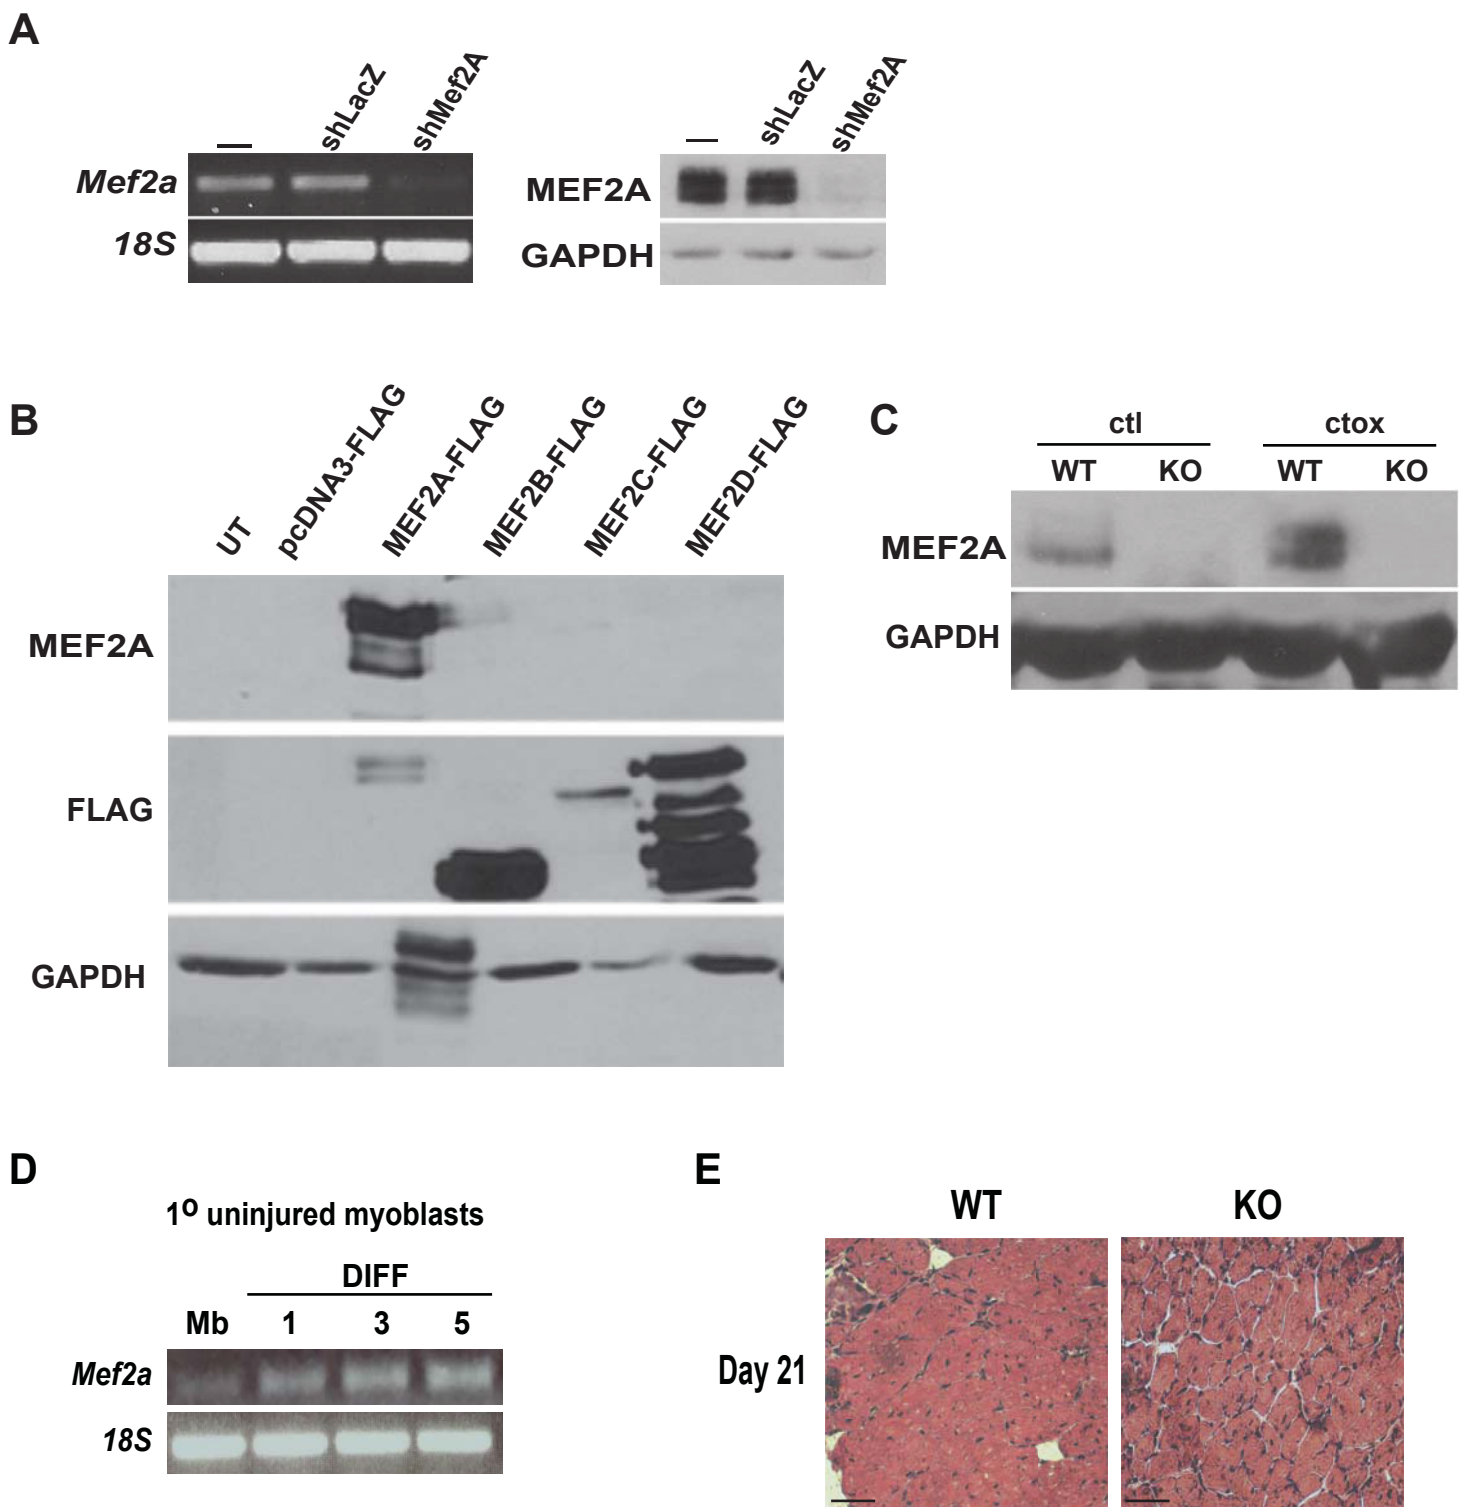 A
— shLacZ shMef2A
Mef2a
18S
— shLacZ shMef2A
MEF2A
GAPDH
B
UT pcDNA3-FLAG MEF2A-FLAG MEF2B-FLAG MEF2C-FLAG MEF2D-FLAG
MEF2A
FLAG
GAPDH
C
ctl ctox
WT KO WT KO
MEF2A
GAPDH
D
1o uninjured myoblasts
DIFF
Mb 1 3 5
Mef2a
18S
E
WT KO
Day 21